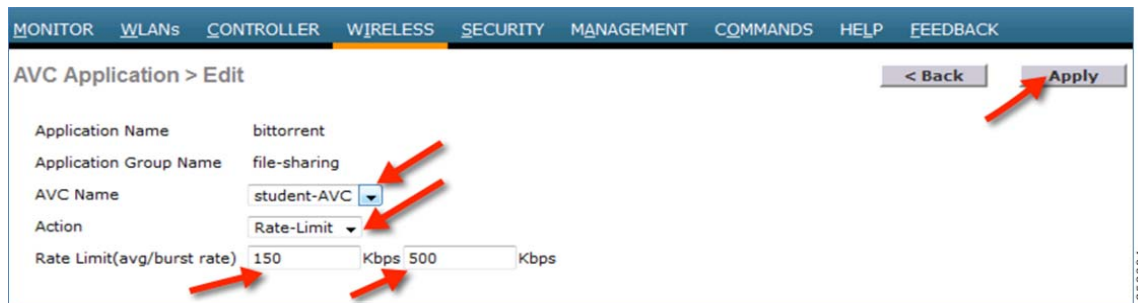 MONITOR WLANs CONTROLLER WIRELESS SECURITY MANAGEMENT COMMANDS HELP FEEDBACK
AVC Application > Edit < Back Apply
Application Name bittorrent
Application Group Name file-sharing
AVC Name student-AVC
Action Rate-Limit
Rate Limit(avg/burst rate) 150 Kbps 500 Kbps